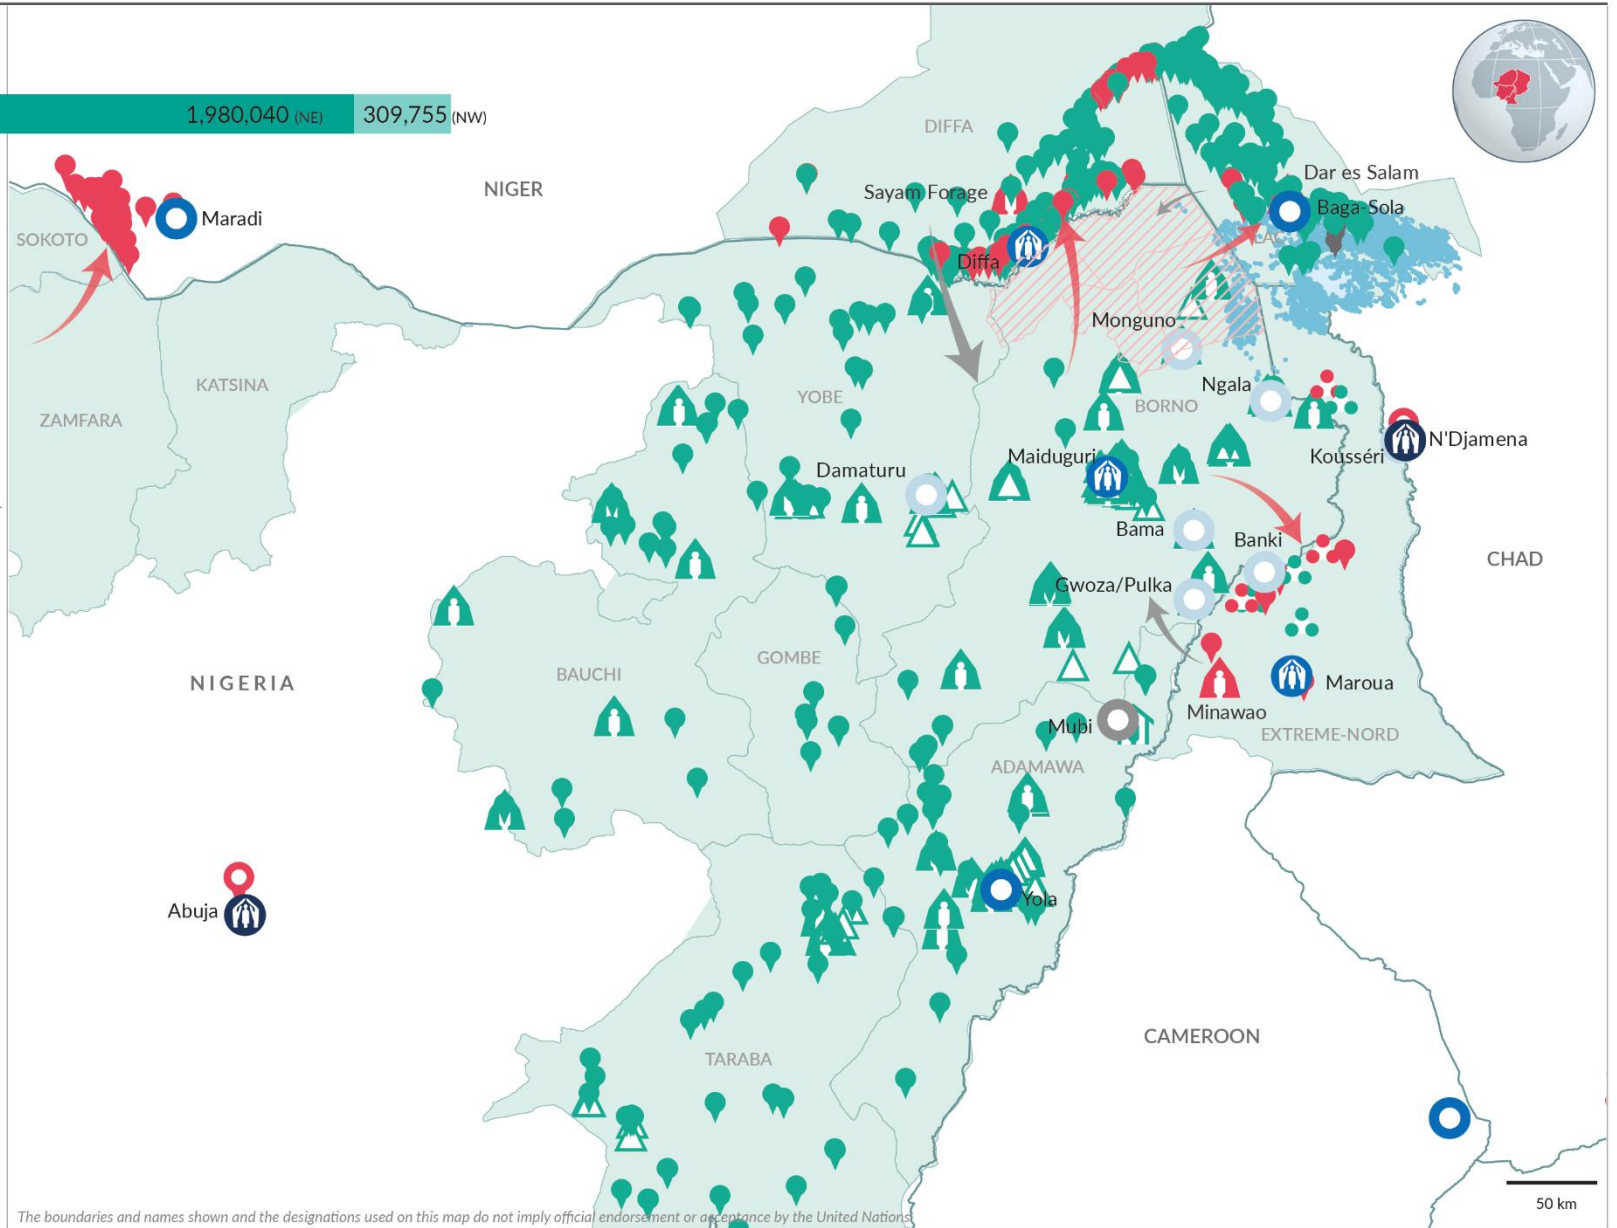 1,980,040 (NE) 309,755 (NW)
DIFFA
Dar es Salam
NIGER
Sayam Forage
Baga-Sola
Maradi
SOKOTO
Diffa
Monguno
KATSINA
Ngala
YOBE
BORNO
ZAMFARA
N'Djamena
Maiduguri
Kousséri
Damaturu
Bama
Banki
CHAD
Gwoza/Pulka
GOMBE
BAUCHI
NIGERIA
Maroua
Minawao
Mubi
EXTREME-NORD
ADAMAWA
Yola
Abuja
CAMEROON
TARABA
50 km
The boundaries and names shown and the designations used on this map do not imply official endorsement or acceptance by the United Nations